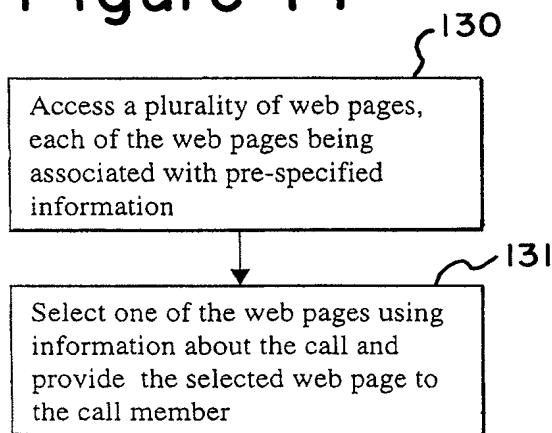 130
Access a plurality of web pages,
each of the web pages being
associated with pre-specified
information
131
Select one of the web pages using
information about the call and
provide the selected web page to
the call member